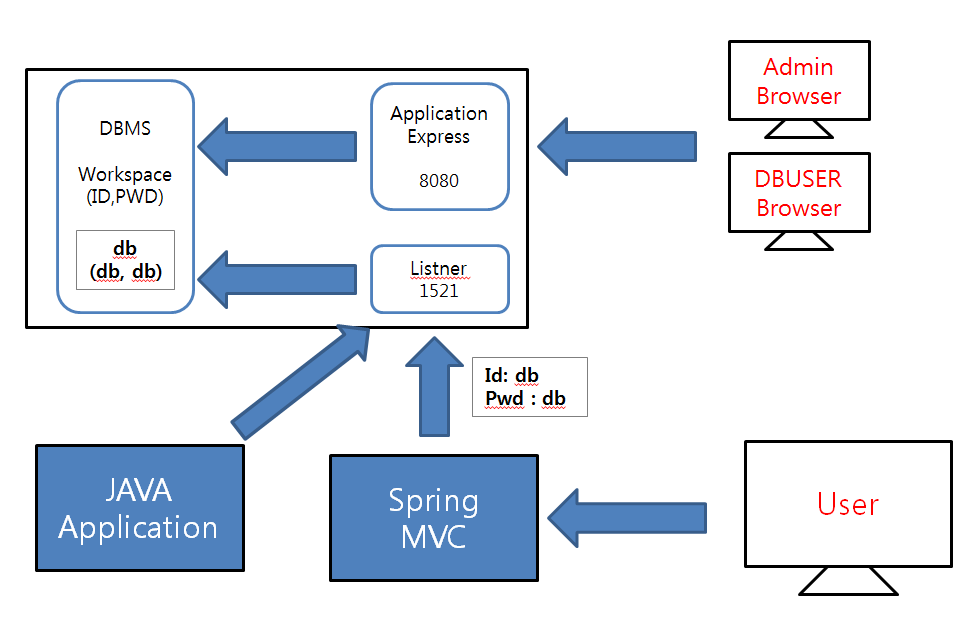 DBMS
Workspace
(ID,PWD)
db
(db, db)
Application
Express
8080
Listner
1521
Admin
Browser
DBUSER
Browser
Id: db
Pwd : db
JAVA
Application
Spring
MVC
User